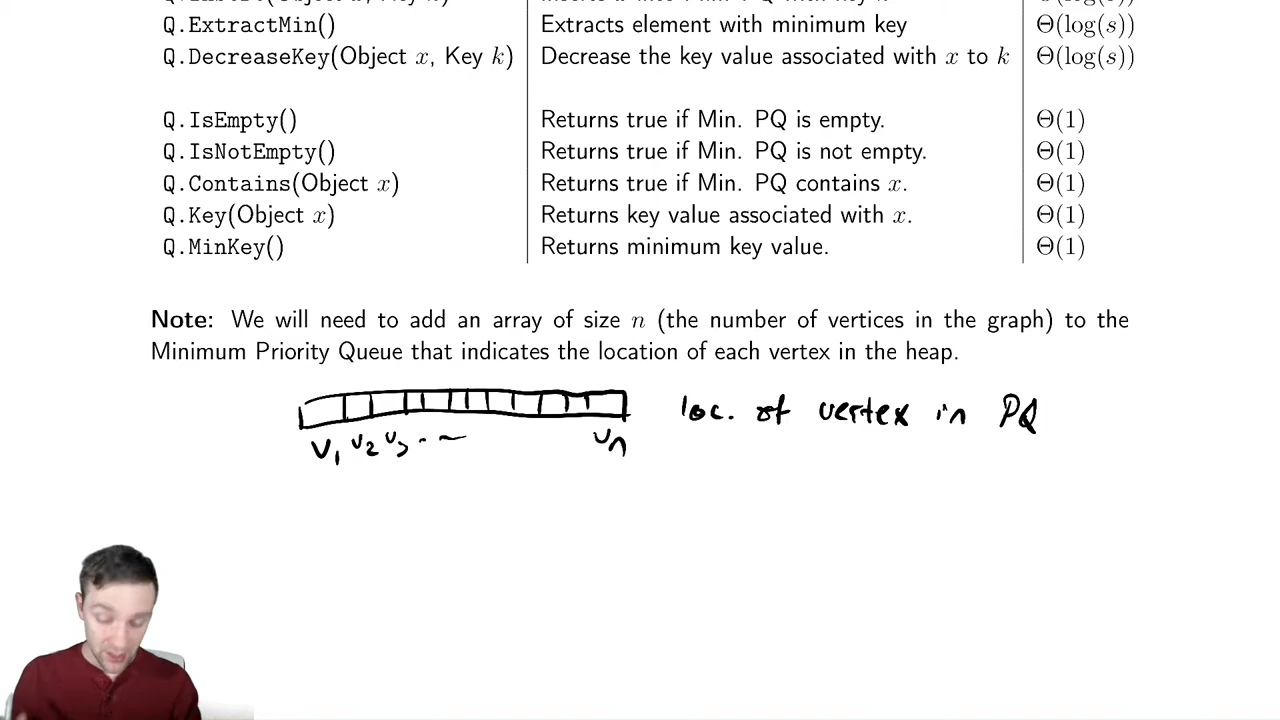 Q.ExtractMin() Extracts element with minimum key Θ(log(s))
Q.DecreaseKey(Object x, Key k) Decrease the key value associated with x to k Θ(log(s))
Q.IsEmpty() Returns true if Min. PQ is empty. Θ(1)
Q.IsNotEmpty() Returns true if Min. PQ is not empty. Θ(1)
Q.Contains(Object x) Returns true if Min. PQ contains x. Θ(1)
Q.Key(Object x) Returns key value associated with x. Θ(1)
Q.MinKey() Returns minimum key value. Θ(1)
Note: We will need to add an array of size n (the number of vertices in the graph) to the
Minimum Priority Queue that indicates the location of each vertex in the heap.
loc. of vertex in PQ
v1 v2 v3 ... vn